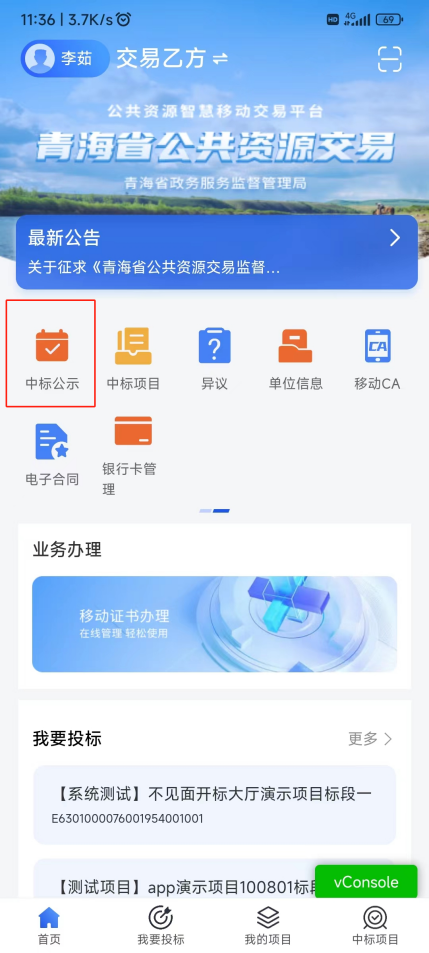 11:36 | 3.7K/s
HD 4G 69
李茹
交易乙方
公共资源智慧移动交易平台
青海省公共资源交易
青海省政务服务监督管理局
最新公告
关于征求《青海省公共资源交易监督...
中标公示
中标项目
异议
单位信息
CA
移动CA
电子合同
银行卡管
理
业务办理
移动证书办理
在线管理 轻松使用
我要投标
更多
【系统测试】不见面开标大厅演示项目标段一
E6301000076001954001001
【测试项目】app演示项目100801标段
vConsole
首页
我要投标
我的项目
中标项目